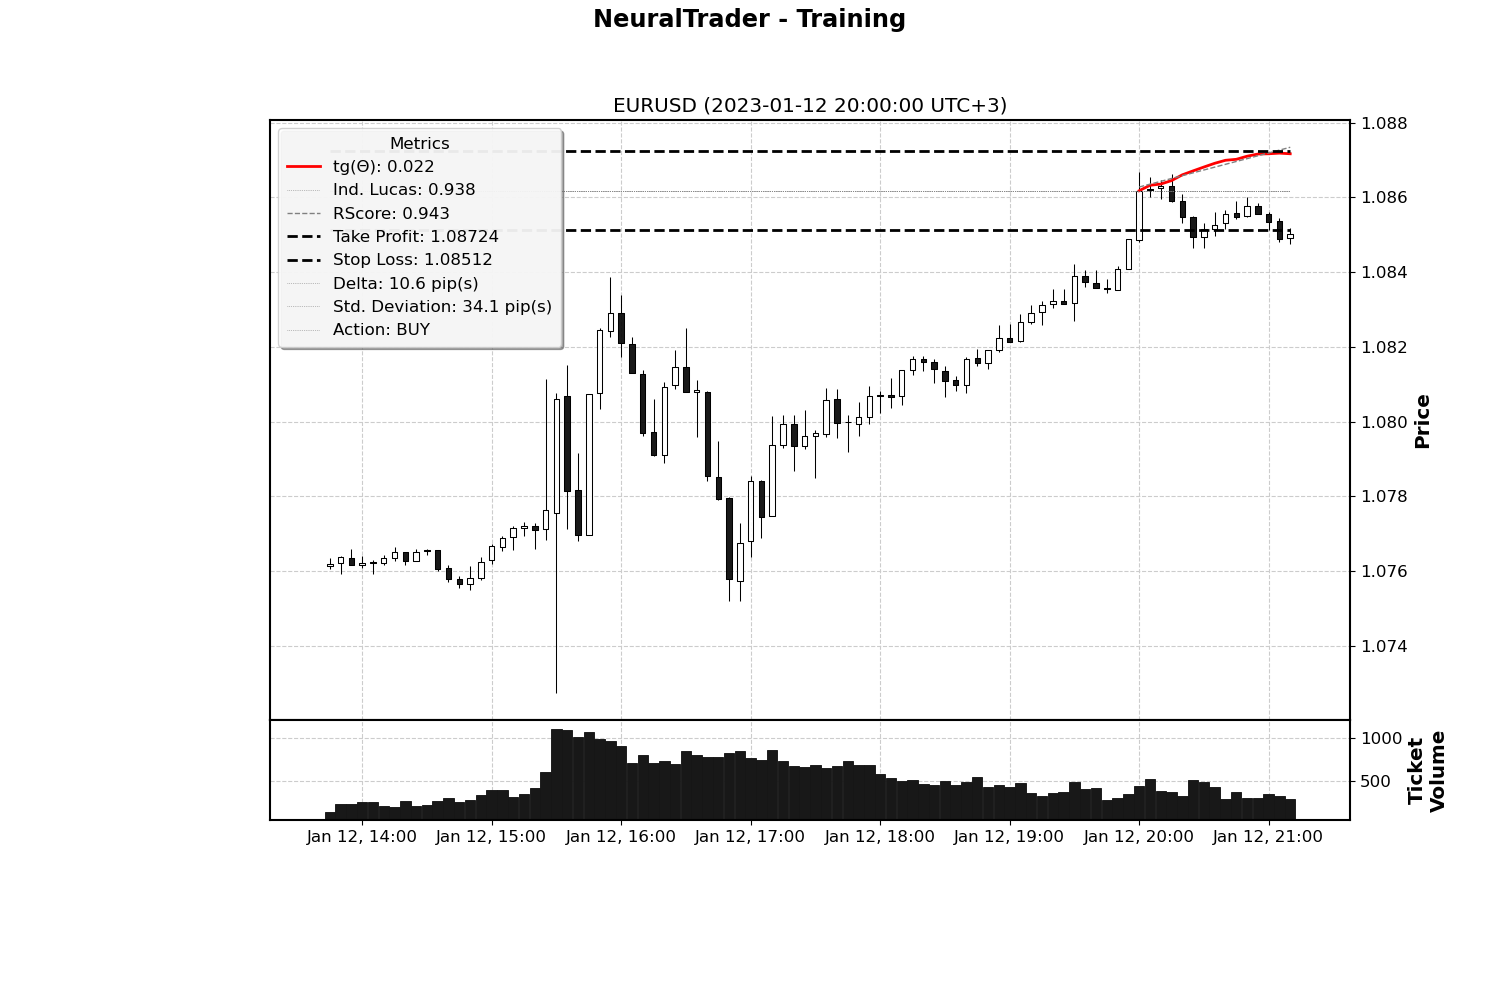 NeuralTrader - Training
EURUSD (2023-01-12 20:00:00 UTC+3)
Metrics
tg(Θ): 0.022
Ind. Lucas: 0.938
RScore: 0.943
Take Profit: 1.08724
Stop Loss: 1.08512
Delta: 10.6 pip(s)
Std. Deviation: 34.1 pip(s)
Action: BUY
1.088
1.086
1.084
1.082
1.080
1.078
1.076
1.074
Price
1000
500
Ticket
Volume
Jan 12, 14:00 Jan 12, 15:00 Jan 12, 16:00 Jan 12, 17:00 Jan 12, 18:00 Jan 12, 19:00 Jan 12, 20:00 Jan 12, 21:00